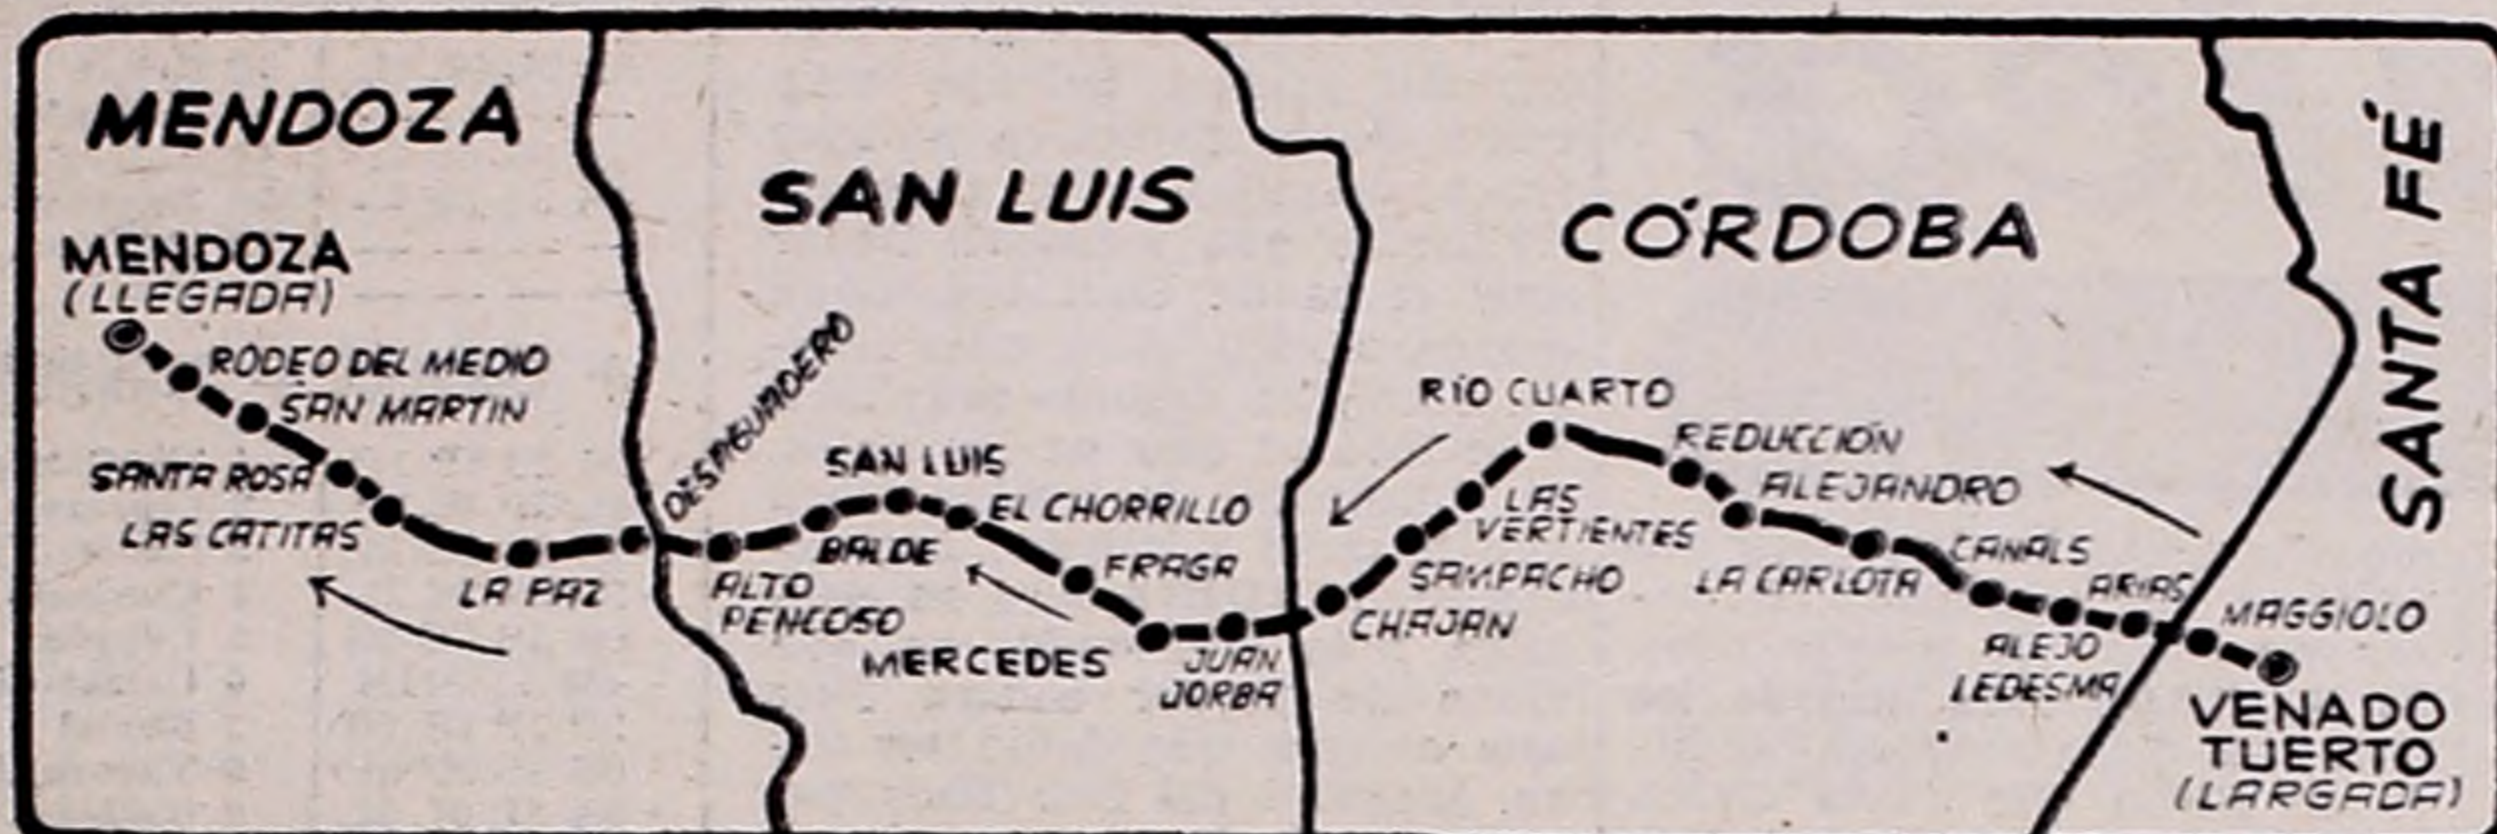 MENDOZA
SAN LUIS
CÓRDOBA
SANTA FÉ
MENDOZA
(LLEGADA)
RODEO DEL MEDIO
SAN MARTIN
SANTA ROSA
LAS CATITAS
LA PAZ
DESAGUADERO
ALTO
PENCOSO
BALDE
SAN LUIS
EL CHORRILLO
FRAGA
MERCEDES
JUAN
JORBA
CHAJAN
SAMPACHO
LAS
VERTIENTES
RÍO CUARTO
REDUCCIÓN
ALEJANDRO
LA CARLOTA
CANALS
ALEJO
LEDESMA
ARIAS
MAGGIOLO
VENADO
TUERTO
(LARGADA)